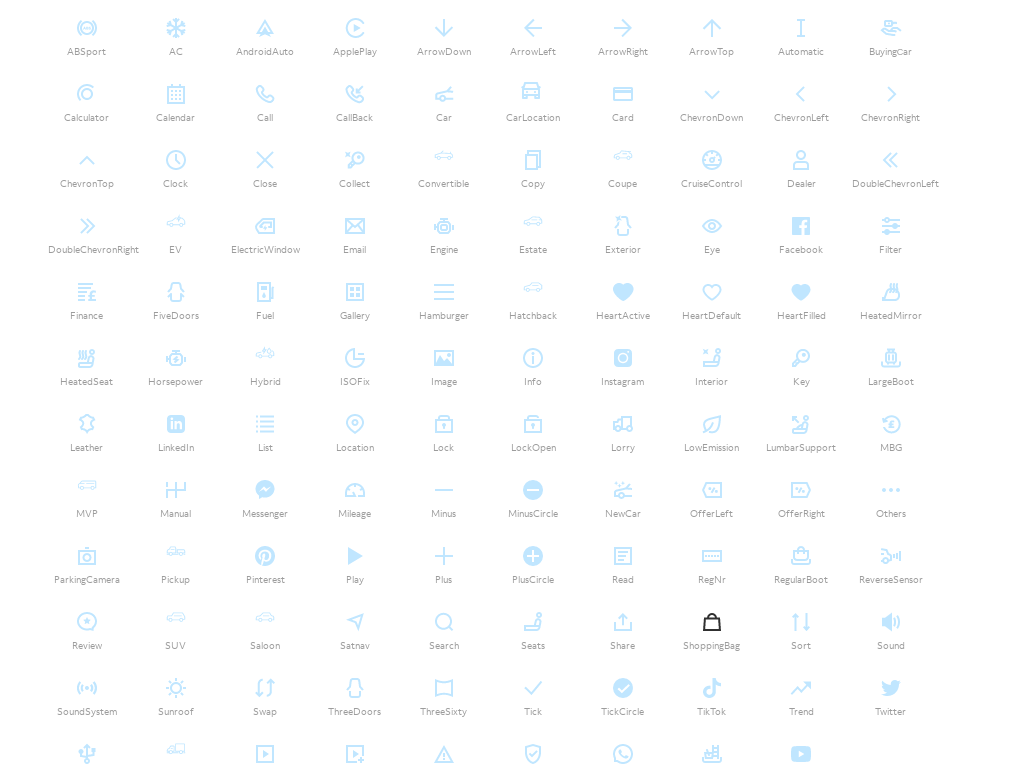 ABSport AC AndroidAuto ApplePlay ArrowDown ArrowLeft ArrowRight ArrowTop Automatic BuyingCar
Calculator Calendar Call CallBack Car CarLocation Card ChevronDown ChevronLeft ChevronRight
ChevronTop Clock Close Collect Convertible Copy Coupe CruiseControl Dealer DoubleChevronLeft
DoubleChevronRight EV ElectricWindow Email Engine Estate Exterior Eye Facebook Filter
Finance FiveDoors Fuel Gallery Hamburger Hatchback HeartActive HeartDefault HeartFilled HeatedMirror
HeatedSeat Horsepower Hybrid ISOFix Image Info Instagram Interior Key LargeBoot
Leather LinkedIn List Location Lock LockOpen Lorry LowEmission LumbarSupport MBG
MVP Manual Messenger Mileage Minus MinusCircle NewCar OfferLeft OfferRight Others
ParkingCamera Pickup Pinterest Play Plus PlusCircle Read RegNr RegularBoot ReverseSensor
Review SUV Saloon Satnav Search Seats Share ShoppingBag Sort Sound
SoundSystem Sunroof Swap ThreeDoors ThreeSixty Tick TickCircle TikTok Trend Twitter